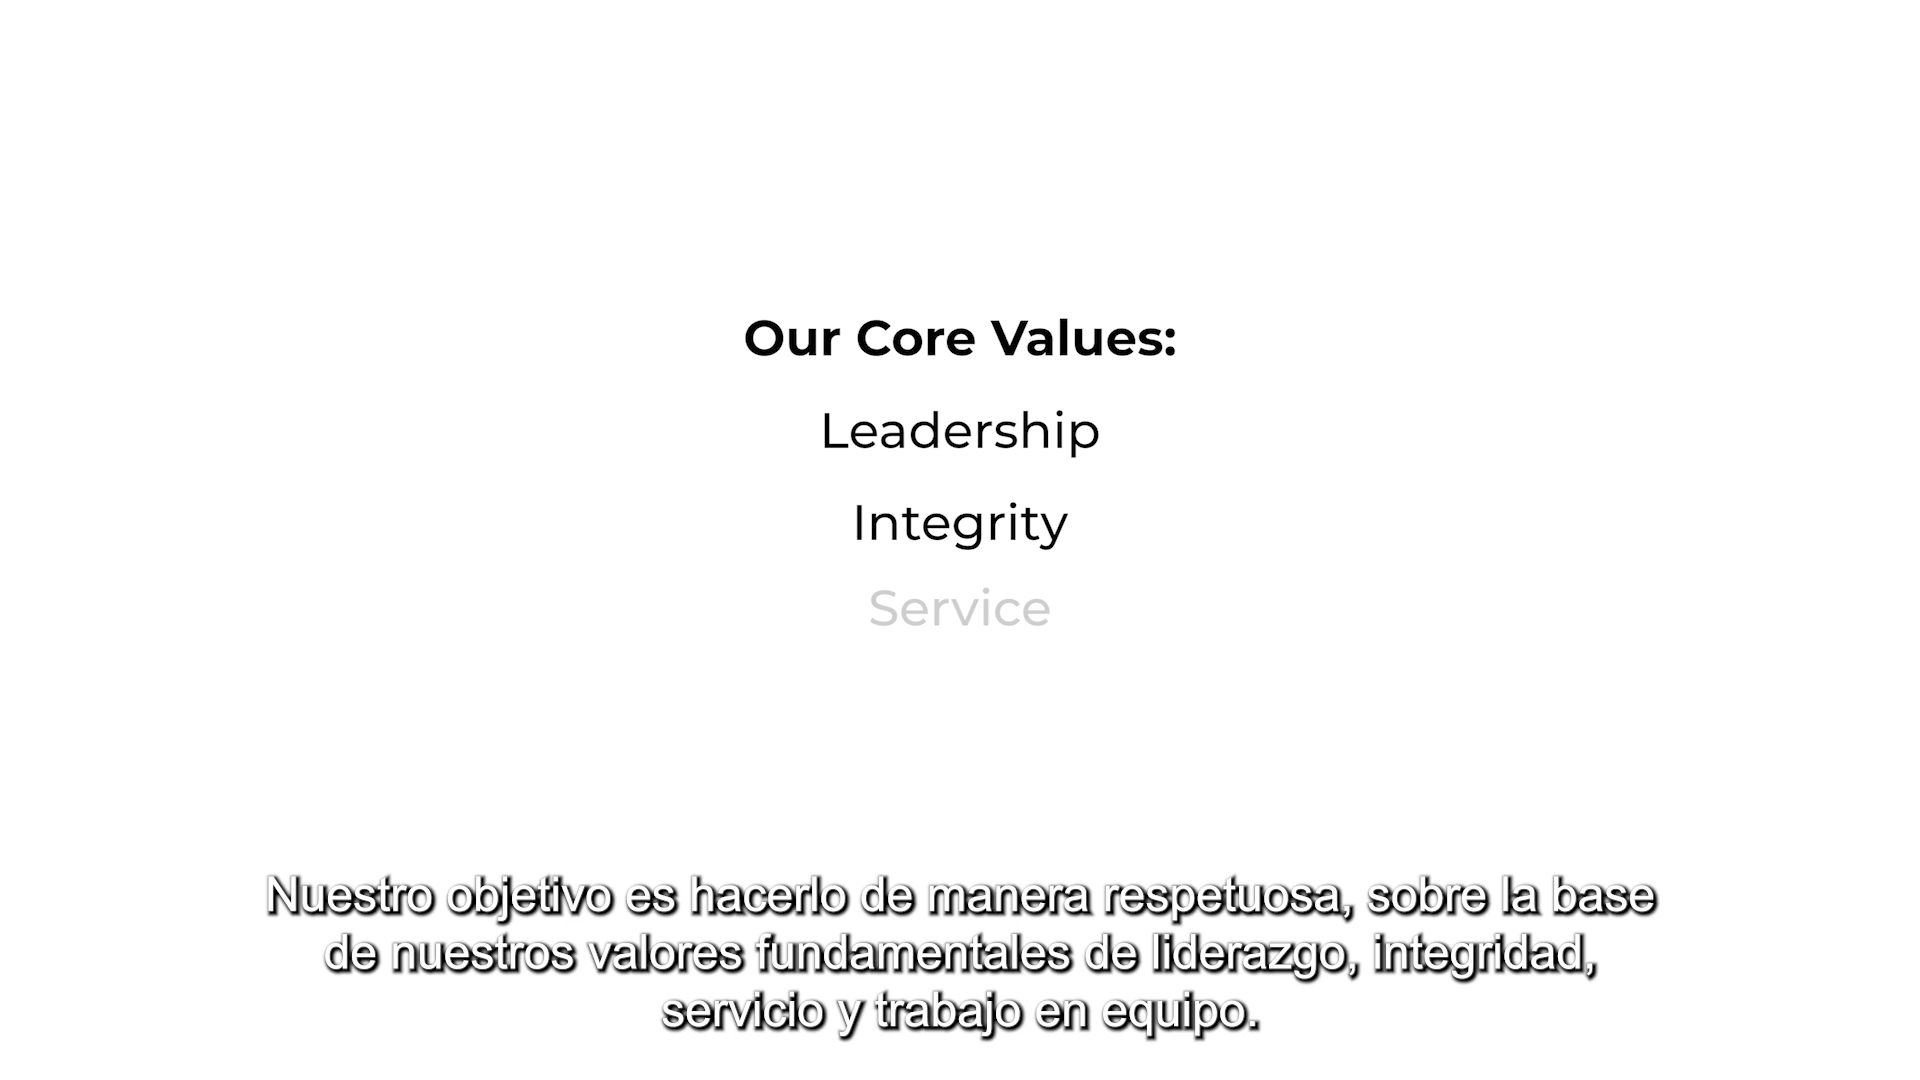 Our Core Values:
Leadership
Integrity
Service
Nuestro objetivo es hacerlo de manera respetuosa, sobre la base
de nuestros valores fundamentales de liderazgo, integridad,
servicio y trabajo en equipo.